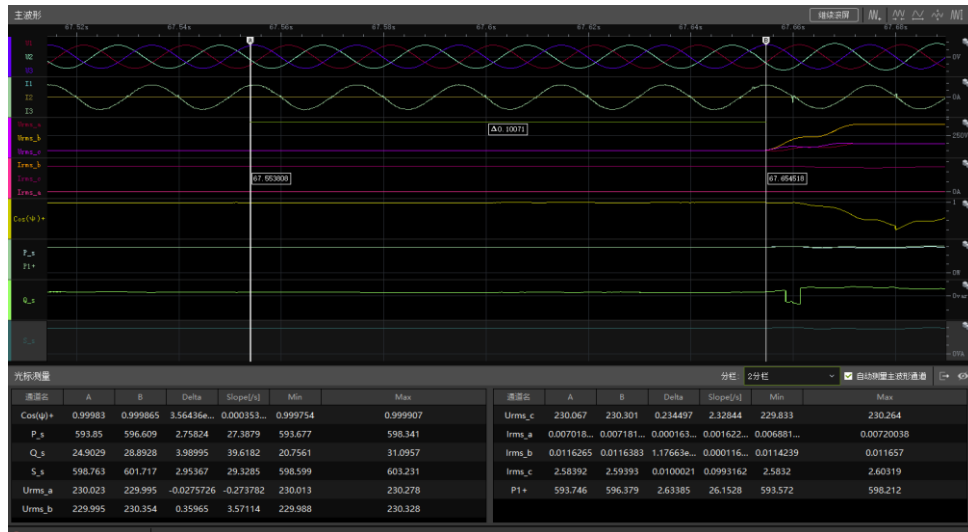 主波形 继续滚屏
67.52s 67.54s 67.56s 67.58s 67.6s 67.62s 67.64s 67.66s 67.68s
U2
0V
I1
I2
I3
0A
Δ0.10071
Urms_b
250V
Irms_b
Irms_a
67.553808 67.654518
0A
Cos(ψ)+
1
P_s
P1+
0W
Q_s
0var
0VA
光标测量 分栏: 2分栏 自动测量主波形通道
通道名 A B Delta Slope[/s] Min Max
Cos(ψ)+ 0.99983 0.999865 3.56436e... 0.000353... 0.999754 0.999907
P_s 593.85 596.609 2.75824 27.3879 593.677 598.341
Q_s 24.9029 28.8928 3.98995 39.6182 20.7561 31.0957
S_s 598.763 601.717 2.95367 29.3285 598.599 603.231
Urms_a 230.023 229.995 -0.0275726 -0.273782 230.013 230.278
Urms_b 229.995 230.354 0.35965 3.57114 229.988 230.328
通道名 A B Delta Slope[/s] Min Max
Urms_c 230.067 230.301 0.234497 2.32844 229.833 230.264
Irms_a 0.007018... 0.007181... 0.000163... 0.001622... 0.006881... 0.00720038
Irms_b 0.0116265 0.0116383 1.17663e... 0.000116... 0.0114239 0.011657
Irms_c 2.58392 2.59393 0.0100021 0.0993162 2.5832 2.60319
P1+ 593.746 596.379 2.63385 26.1528 593.572 598.212